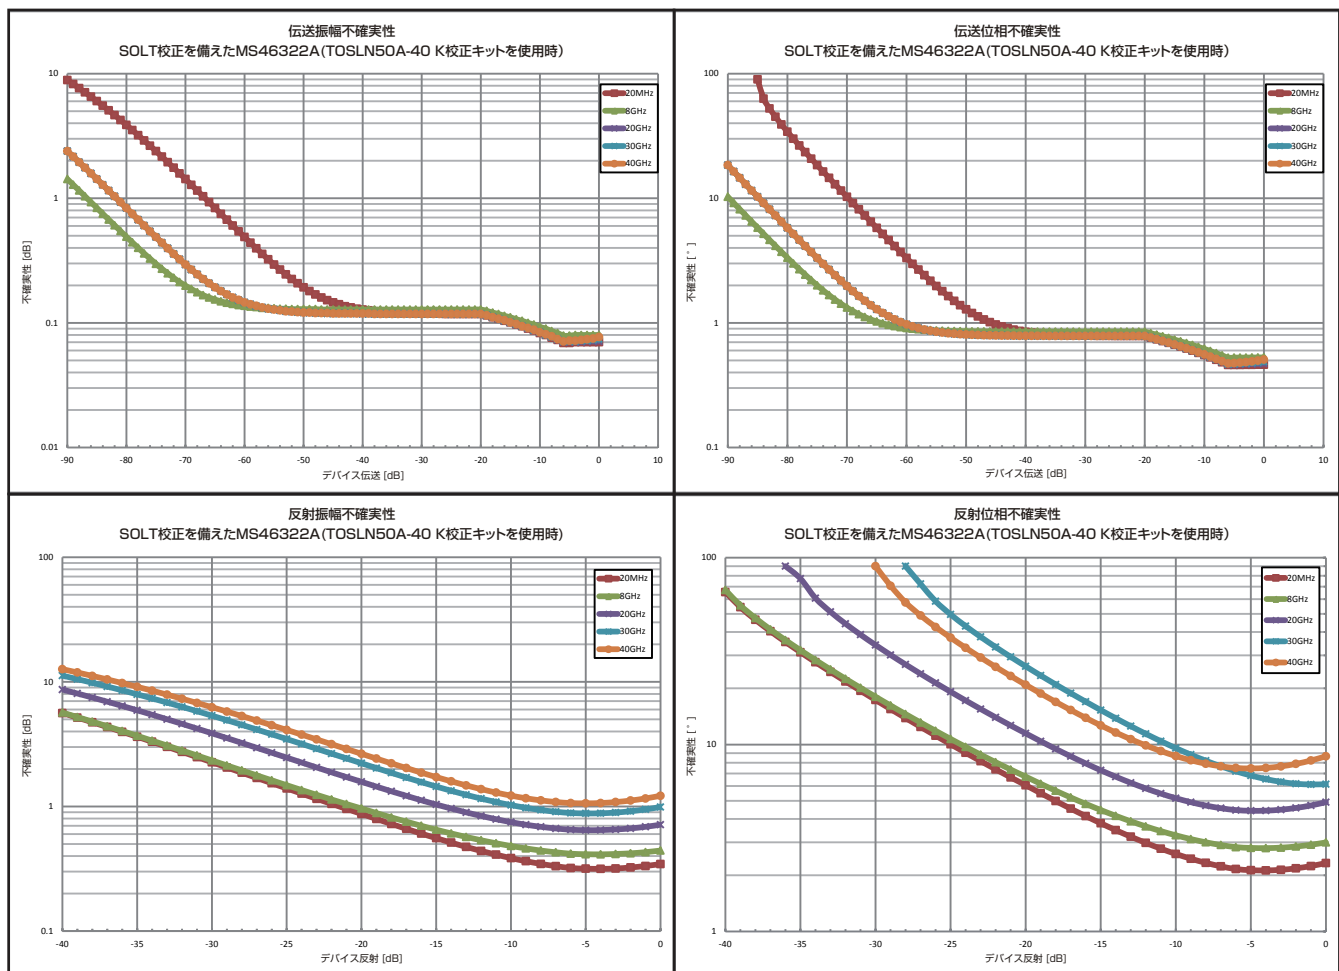 伝送振幅不確実性
SOLT校正を備えたMS46322A(TOSLN50A-40 K校正キットを使用時)
10
1
0.1
0.01
不確実性 [dB]
-90 -80 -70 -60 -50 -40 -30 -20 -10 0 10
デバイス伝送 [dB]
20MHz
8GHz
20GHz
30GHz
40GHz
伝送位相不確実性
SOLT校正を備えたMS46322A(TOSLN50A-40 K校正キットを使用時)
100
10
1
0.1
不確実性 [ ° ]
-90 -80 -70 -60 -50 -40 -30 -20 -10 0 10
デバイス伝送 [dB]
20MHz
8GHz
20GHz
30GHz
40GHz
反射振幅不確実性
SOLT校正を備えたMS46322A(TOSLN50A-40 K校正キットを使用時)
100
10
1
0.1
不確実性 [dB]
-40 -35 -30 -25 -20 -15 -10 -5 0
デバイス反射 [dB]
20MHz
8GHz
20GHz
30GHz
40GHz
反射位相不確実性
SOLT校正を備えたMS46322A(TOSLN50A-40 K校正キットを使用時)
100
10
1
不確実性 [ ° ]
-40 -35 -30 -25 -20 -15 -10 -5 0
デバイス反射 [dB]
20MHz
8GHz
20GHz
30GHz
40GHz